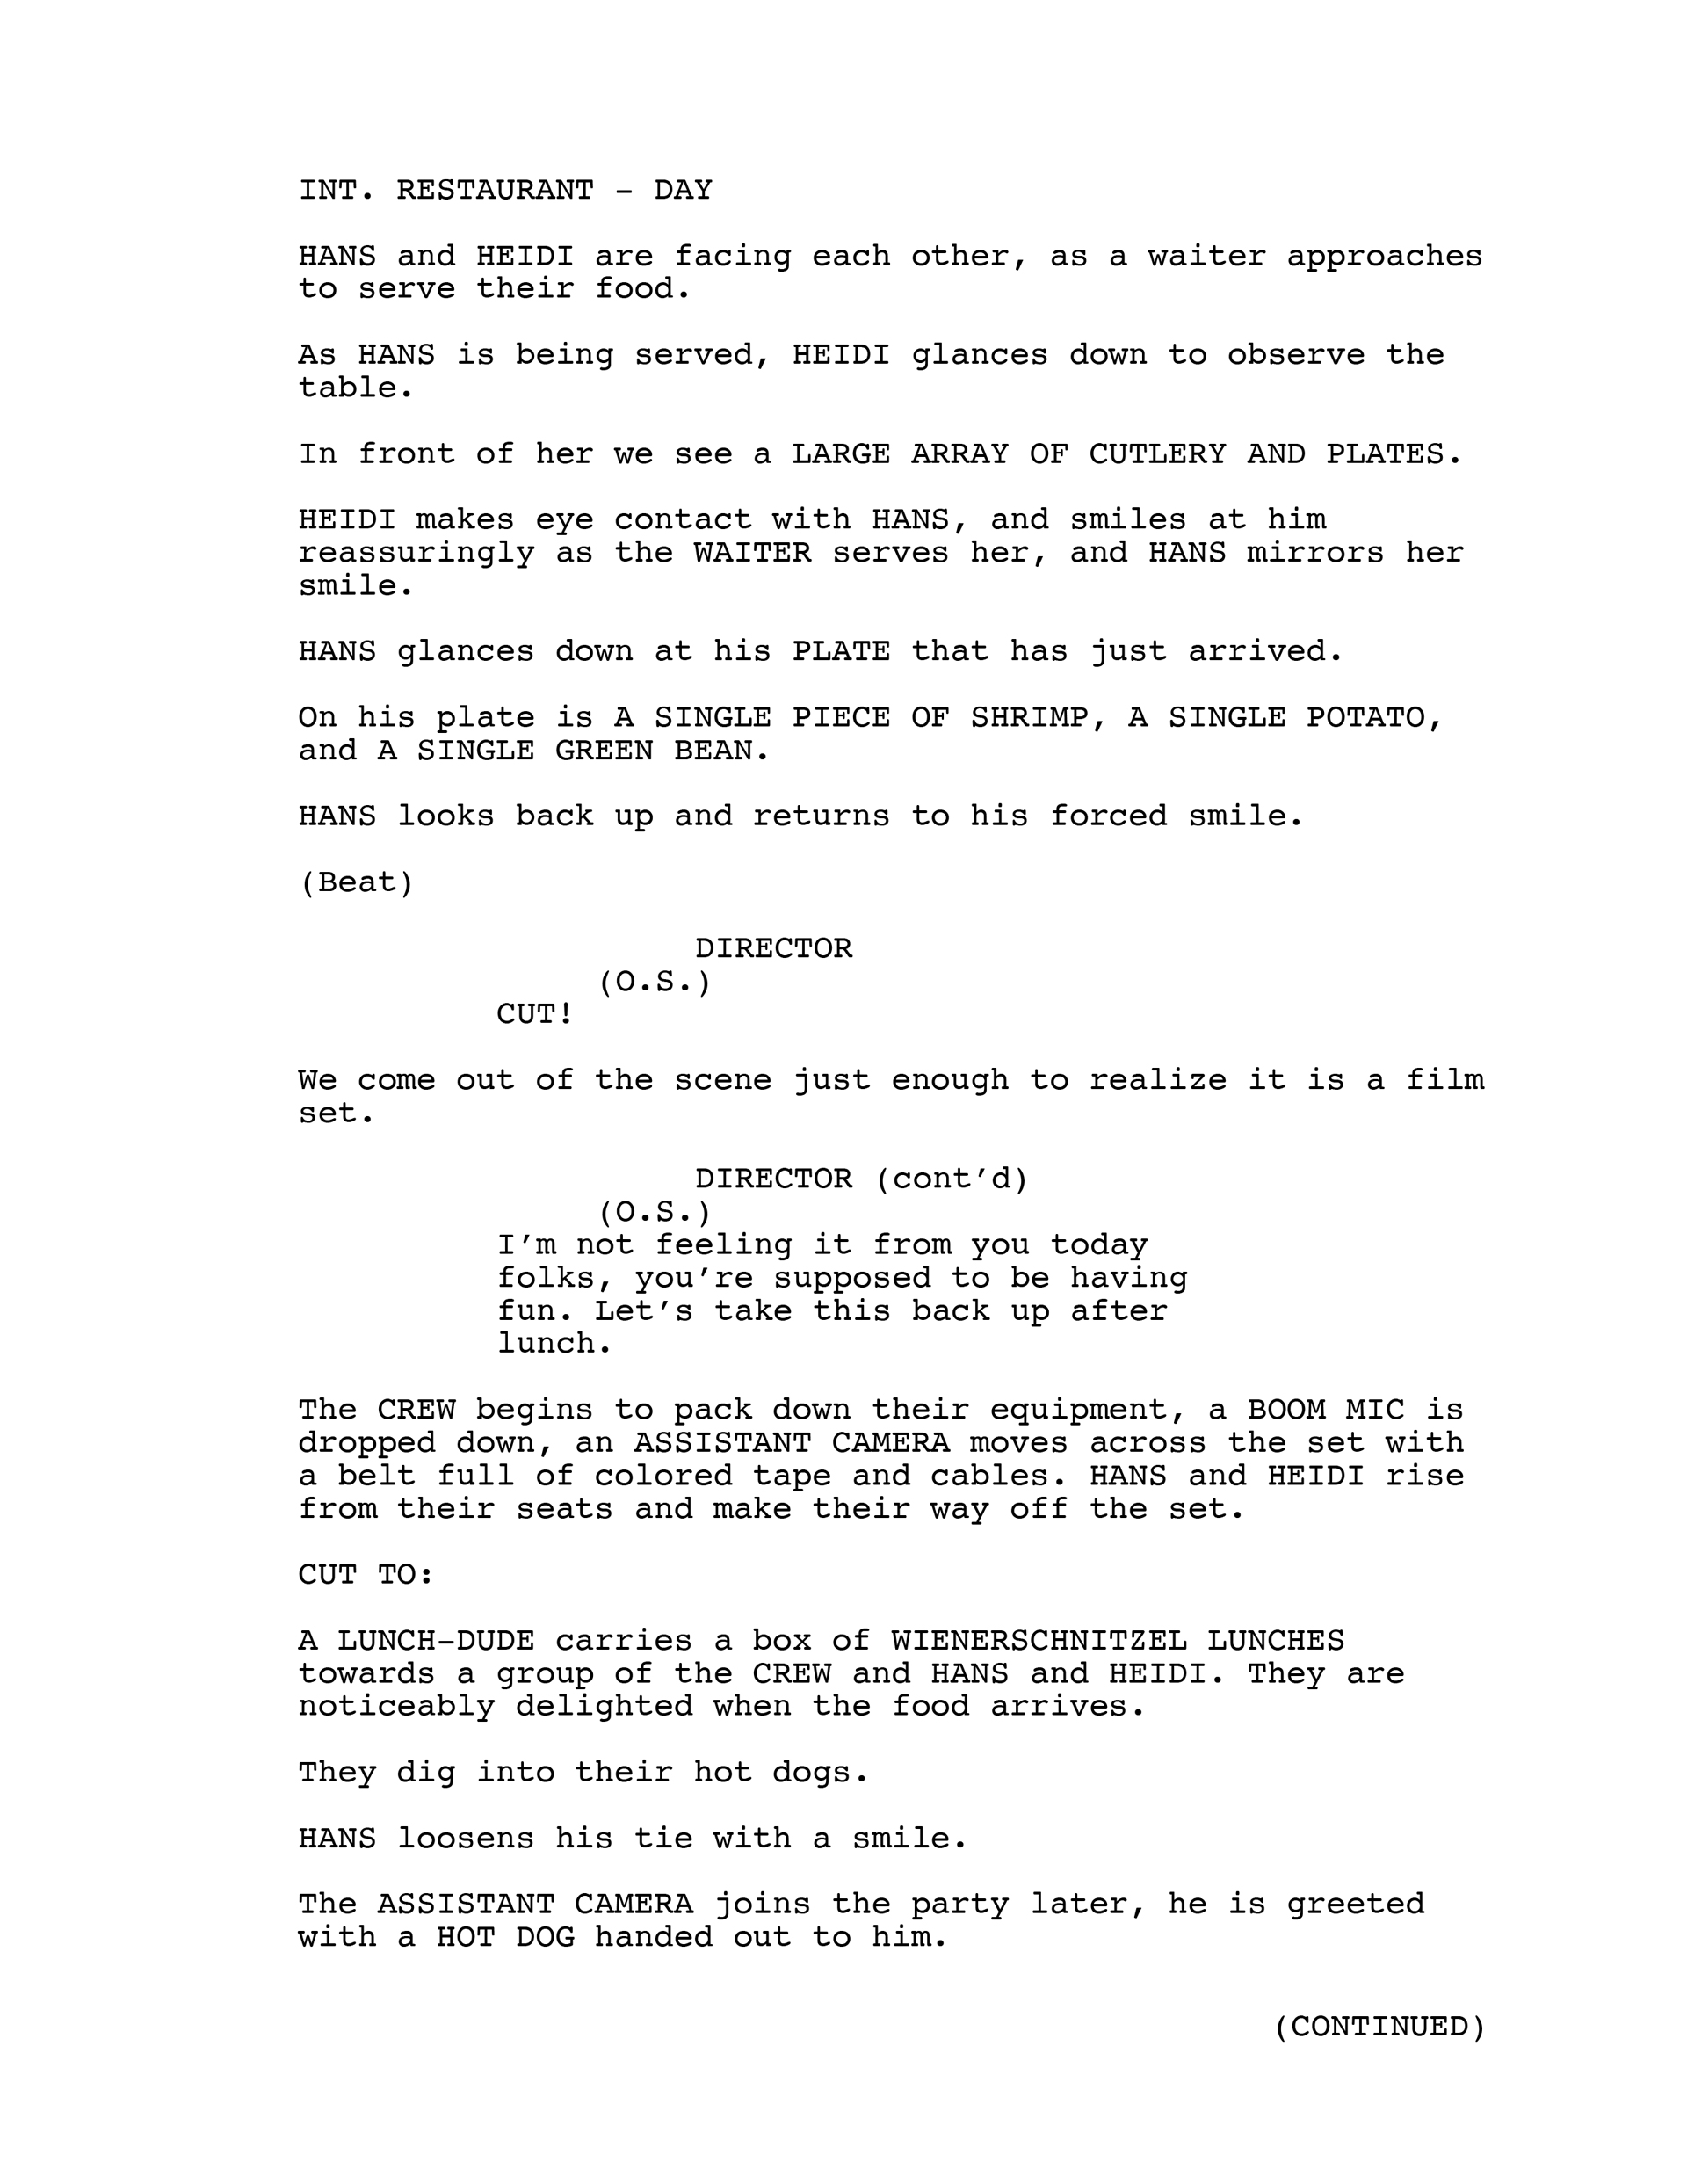 INT. RESTAURANT - DAY
HANS and HEIDI are facing each other, as a waiter approaches
to serve their food.
As HANS is being served, HEIDI glances down to observe the
table.
In front of her we see a LARGE ARRAY OF CUTLERY AND PLATES.
HEIDI makes eye contact with HANS, and smiles at him
reassuringly as the WAITER serves her, and HANS mirrors her
smile.
HANS glances down at his PLATE that has just arrived.
On his plate is A SINGLE PIECE OF SHRIMP, A SINGLE POTATO,
and A SINGLE GREEN BEAN.
HANS looks back up and returns to his forced smile.
(Beat)
DIRECTOR
(O.S.)
CUT!
We come out of the scene just enough to realize it is a film
set.
DIRECTOR (cont’d)
(O.S.)
I’m not feeling it from you today
folks, you’re supposed to be having
fun. Let’s take this back up after
lunch.
The CREW begins to pack down their equipment, a BOOM MIC is
dropped down, an ASSISTANT CAMERA moves across the set with
a belt full of colored tape and cables. HANS and HEIDI rise
from their seats and make their way off the set.
CUT TO:
A LUNCH-DUDE carries a box of WIENERSCHNITZEL LUNCHES
towards a group of the CREW and HANS and HEIDI. They are
noticeably delighted when the food arrives.
They dig into their hot dogs.
HANS loosens his tie with a smile.
The ASSISTANT CAMERA joins the party later, he is greeted
with a HOT DOG handed out to him.
(CONTINUED)